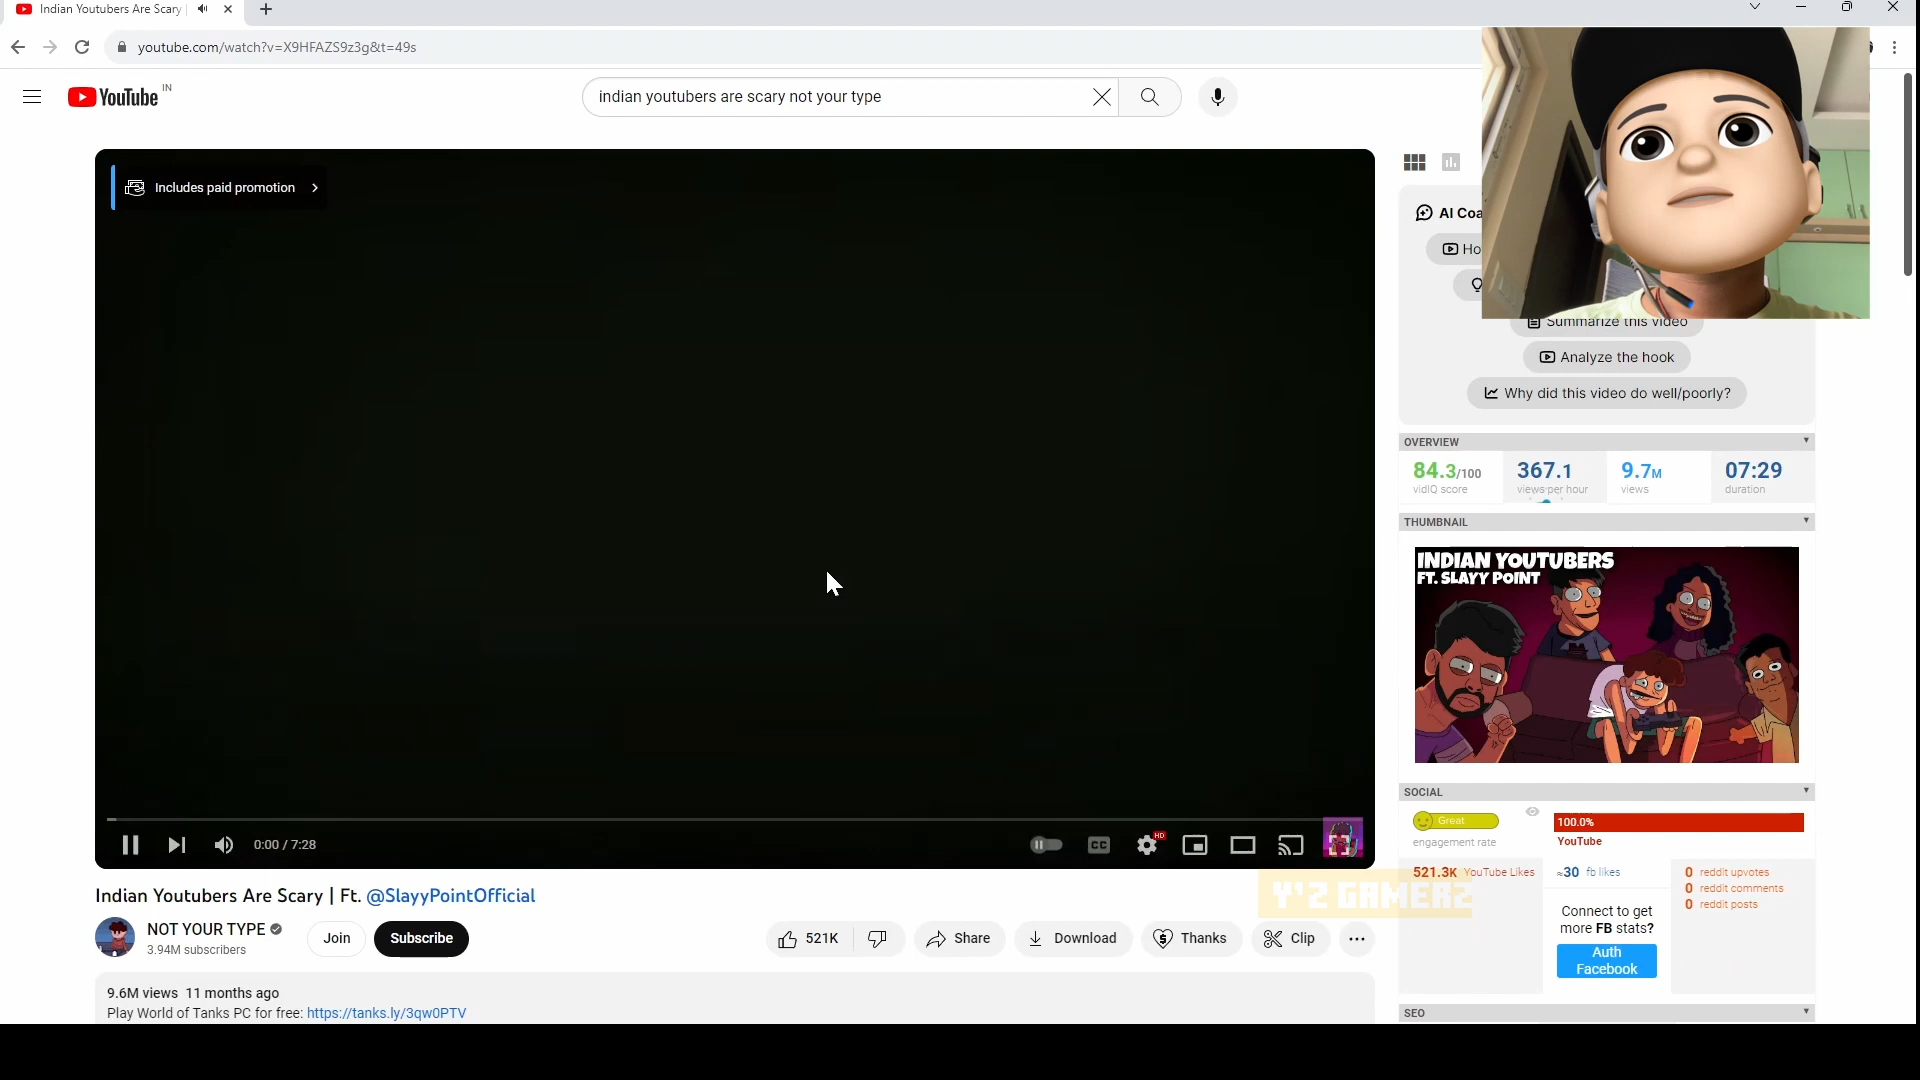 Indian Youtubers Are Scary
youtube.com/watch?v=X9HFAZS9z3g&t=49s
YouTube IN
indian youtubers are scary not your type
Includes paid promotion
AI Coa
Ho
Summarize this video
Analyze the hook
Why did this video do well/poorly?
OVERVIEW
84.3/100
vidIQ score
367.1
views per hour
9.7M
views
07:29
duration
THUMBNAIL
INDIAN YOUTUBERS
FT. SLAYY POINT
SOCIAL
Great
engagement rate
100.0%
YouTube
521.3K YouTube Likes
≈30 fb likes
0 reddit upvotes
0 reddit comments
0 reddit posts
Connect to get
more FB stats?
Auth
Facebook
SEO
0:00 / 7:28
CC
HD
Y'Z GAMERZ
Indian Youtubers Are Scary | Ft. @SlayyPointOfficial
NOT YOUR TYPE
3.94M subscribers
Join
Subscribe
521K
Share
Download
Thanks
Clip
9.6M views 11 months ago
Play World of Tanks PC for free: https://tanks.ly/3qw0PTV